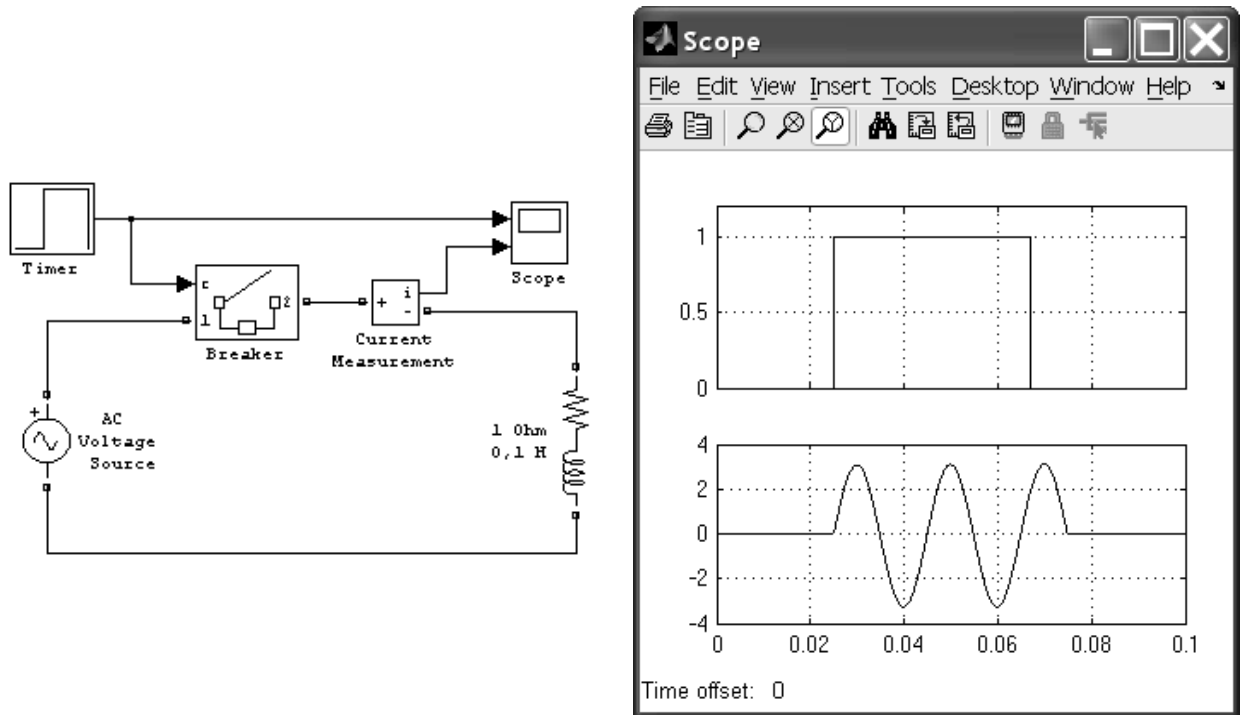 Timer
c
1
2
Breaker
+
i
-
Current
Measurement
Scope
+
AC
Voltage
Source
1 Ohm
0,1 H
Scope
File Edit View Insert Tools Desktop Window Help
1
0.5
0
4
2
0
-2
-4
0 0.02 0.04 0.06 0.08 0.1
Time offset: 0